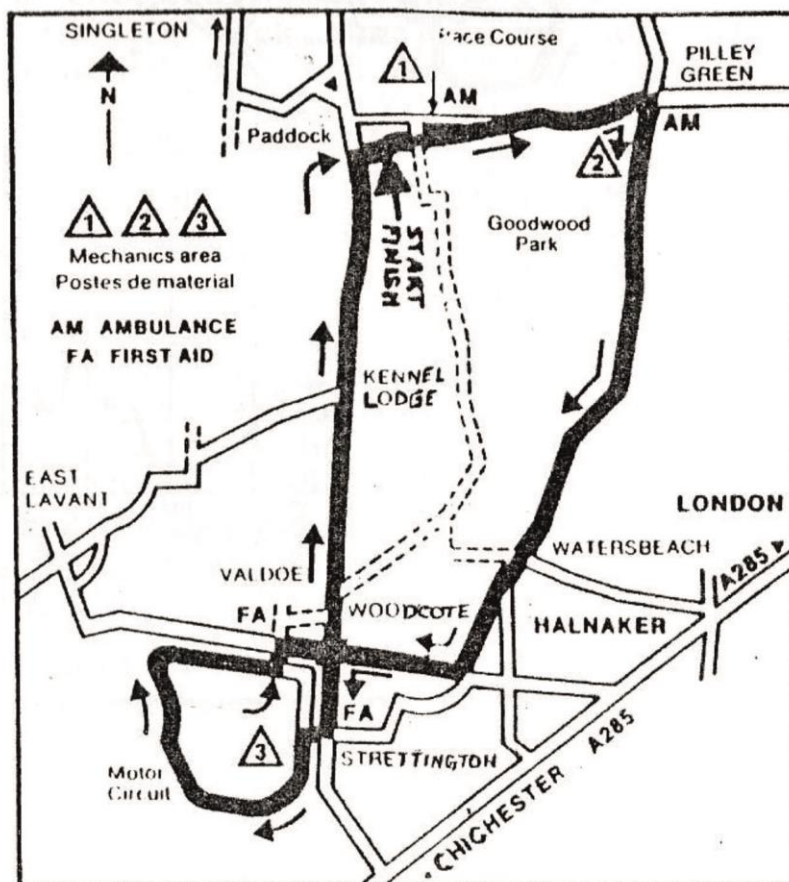 SINGLETON
N
1
AM
Race Course
PILLEY
GREEN
Paddock
AM
2
1 2 3
Mechanics area
Postes de material
Goodwood
Park
START
FINISH
AM AMBULANCE
FA FIRST AID
KENNEL
LODGE
EAST
LAVANT
LONDON
WATERSBEACH
A285
VALDOE
FA
WOODCOTE
HALNAKER
FA
3
STRETTINGTON
Motor
Circuit
CHICHESTER A285